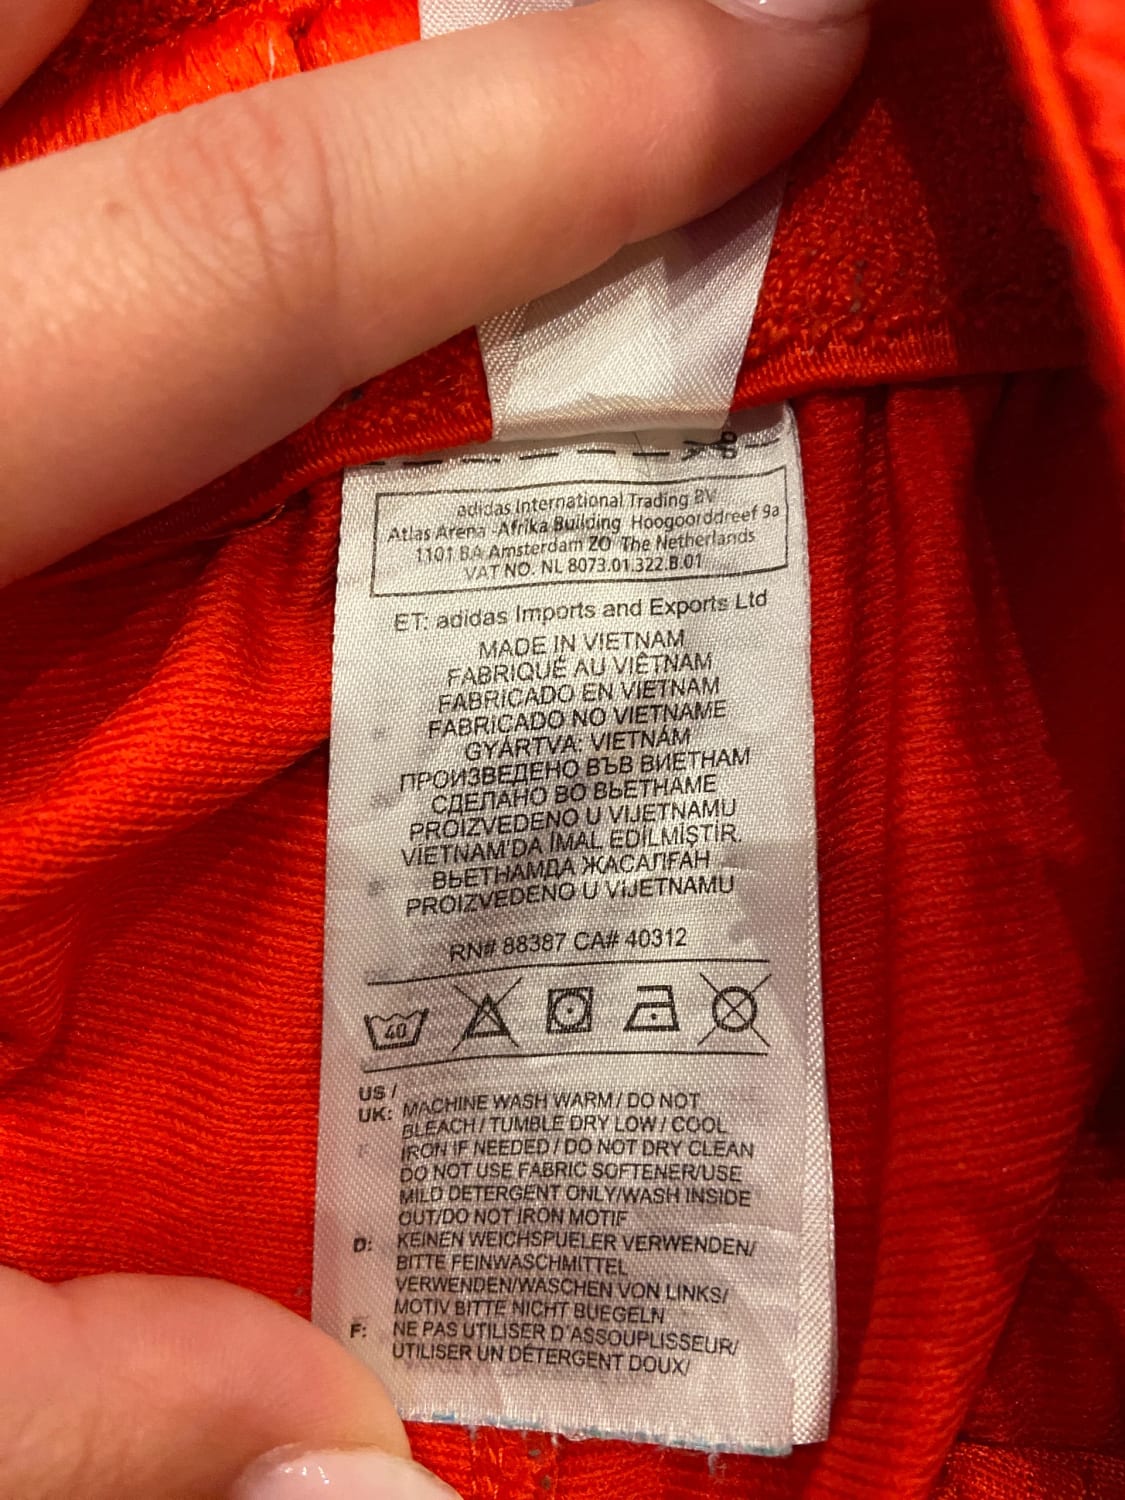 adidas International Trading BV
Atlas Arena -Afrika Building Hoogoorddreef 9a
1101 BA Amsterdam ZO The Netherlands
VAT NO. NL 8073.01.322.B.01
ET: adidas Imports and Exports Ltd
MADE IN VIETNAM
FABRIQUÉ AU VIÊTNAM
FABRICADO EN VIETNAM
FABRICADO NO VIETNAME
GYÁRTVA: VIETNÁM
ПРОИЗВЕДЕНО ВЪВ ВИЕТНАМ
СДЕЛАНО ВО ВЬЕТНАМЕ
PROIZVEDENO U VIJETNAMU
VIETNAM'DA İMAL EDİLMİŞTİR.
ВЬЕТНАМДА ЖАСАЛҒАН
PROIZVEDENO U VIJETNAMU
RN# 88387 CA# 40312
40
US /
UK: MACHINE WASH WARM / DO NOT
BLEACH / TUMBLE DRY LOW / COOL
IRON IF NEEDED / DO NOT DRY CLEAN
DO NOT USE FABRIC SOFTENER/USE
MILD DETERGENT ONLY/WASH INSIDE
OUT/DO NOT IRON MOTIF
D: KEINEN WEICHSPUELER VERWENDEN/
BITTE FEINWASCHMITTEL
VERWENDEN/WASCHEN VON LINKS/
MOTIV BITTE NICHT BUEGELN
F: NE PAS UTILISER D'ASSOUPLISSEUR/
UTILISER UN DÉTERGENT DOUX/